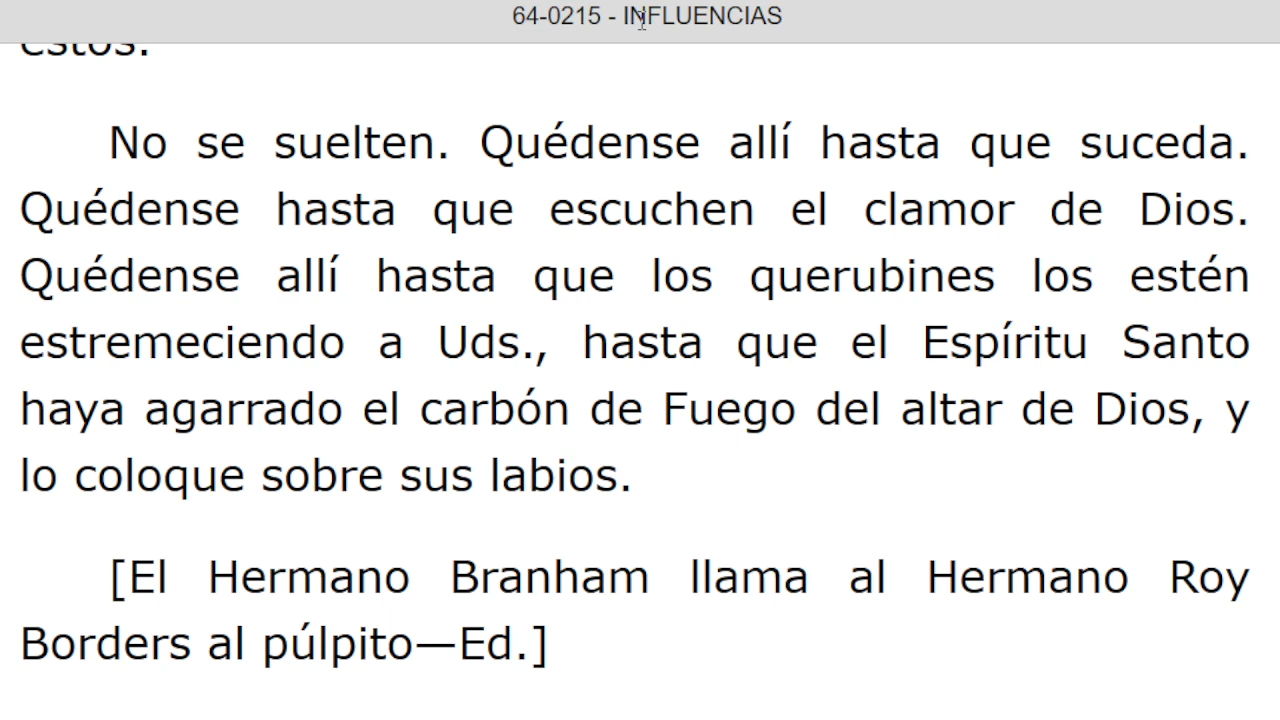 64-0215 - INFLUENCIAS
estos.
No se suelten. Quédense allí hasta que suceda.
Quédense hasta que escuchen el clamor de Dios.
Quédense allí hasta que los querubines los estén
estremeciendo a Uds., hasta que el Espíritu Santo
haya agarrado el carbón de Fuego del altar de Dios, y
lo coloque sobre sus labios.
[El Hermano Branham llama al Hermano Roy
Borders al púlpito—Ed.]